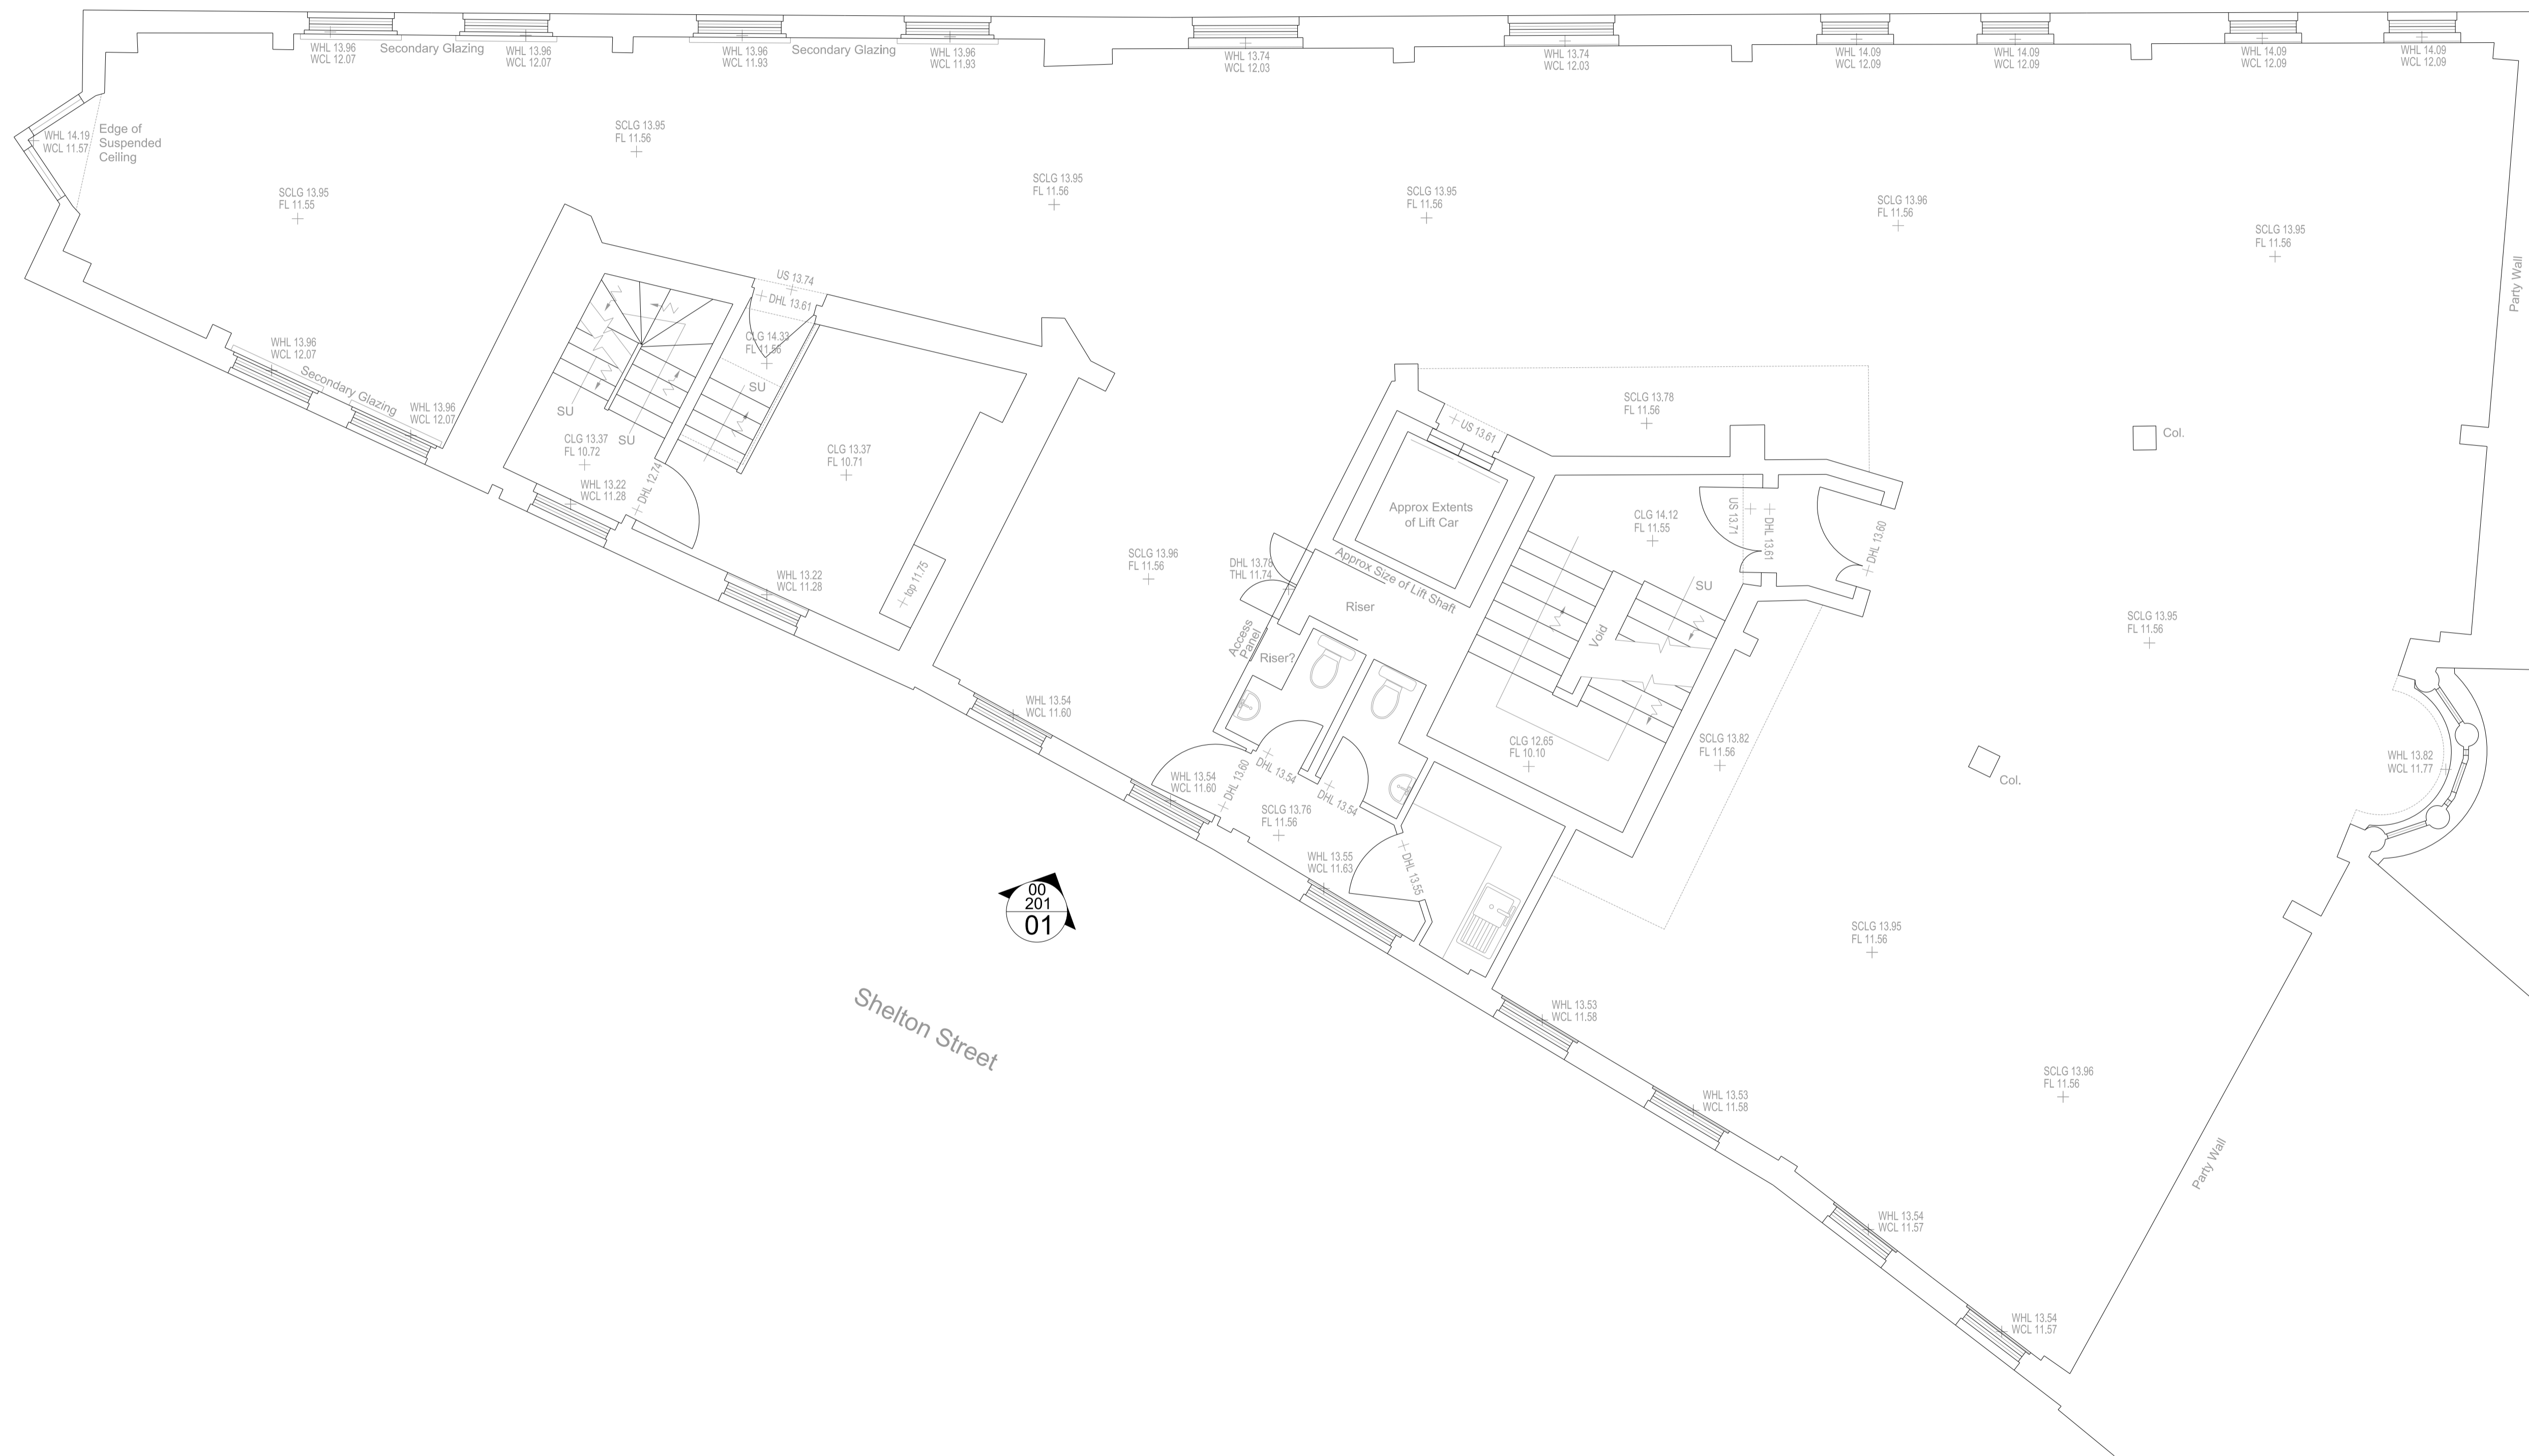 WHL 13.96
WCL 12.07
Secondary Glazing
WHL 13.96
WCL 12.07
WHL 13.96
WCL 11.93
Secondary Glazing
WHL 13.96
WCL 11.93
WHL 13.74
WCL 12.03
WHL 13.74
WCL 12.03
WHL 14.09
WCL 12.09
WHL 14.09
WCL 12.09
WHL 14.09
WCL 12.09
WHL 14.09
WCL 12.09
WHL 14.19
WCL 11.57
Edge of
Suspended
Ceiling
SCLG 13.95
FL 11.56
SCLG 13.95
FL 11.55
SCLG 13.95
FL 11.56
SCLG 13.95
FL 11.56
SCLG 13.96
FL 11.56
SCLG 13.95
FL 11.56
Party Wall
US 13.74
DHL 13.61
CLG 14.33
FL 11.56
WHL 13.96
WCL 12.07
Secondary Glazing
WHL 13.96
WCL 12.07
SU
SU
SU
CLG 13.37
FL 10.72
CLG 13.37
FL 10.71
DHL 12.74
WHL 13.22
WCL 11.28
WHL 13.22
WCL 11.28
top 11.75
SCLG 13.78
FL 11.56
US 13.61
Approx Extents
of Lift Car
Approx Size of Lift Shaft
Col.
CLG 14.12
FL 11.55
US 13.71
DHL 13.61
DHL 13.60
SCLG 13.96
FL 11.56
DHL 13.78
THL 11.74
Riser
SU
Void
Access
Panel
Riser?
SCLG 13.95
FL 11.56
WHL 13.54
WCL 11.60
WHL 13.54
WCL 11.60
DHL 13.60
DHL 13.54
DHL 13.54
CLG 12.65
FL 10.10
SCLG 13.82
FL 11.56
WHL 13.82
WCL 11.77
Col.
SCLG 13.76
FL 11.56
WHL 13.55
WCL 11.63
DHL 13.55
00
201
01
SCLG 13.95
FL 11.56
Shelton Street
WHL 13.53
WCL 11.58
SCLG 13.96
FL 11.56
WHL 13.53
WCL 11.58
Party Wall
WHL 13.54
WCL 11.57
WHL 13.54
WCL 11.57